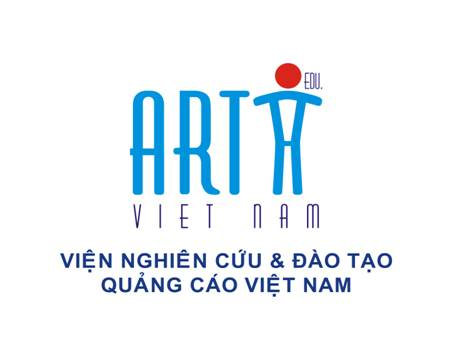 ARTA EDU.
VIET NAM
VIỆN NGHIÊN CỨU & ĐÀO TẠO
QUẢNG CÁO VIỆT NAM